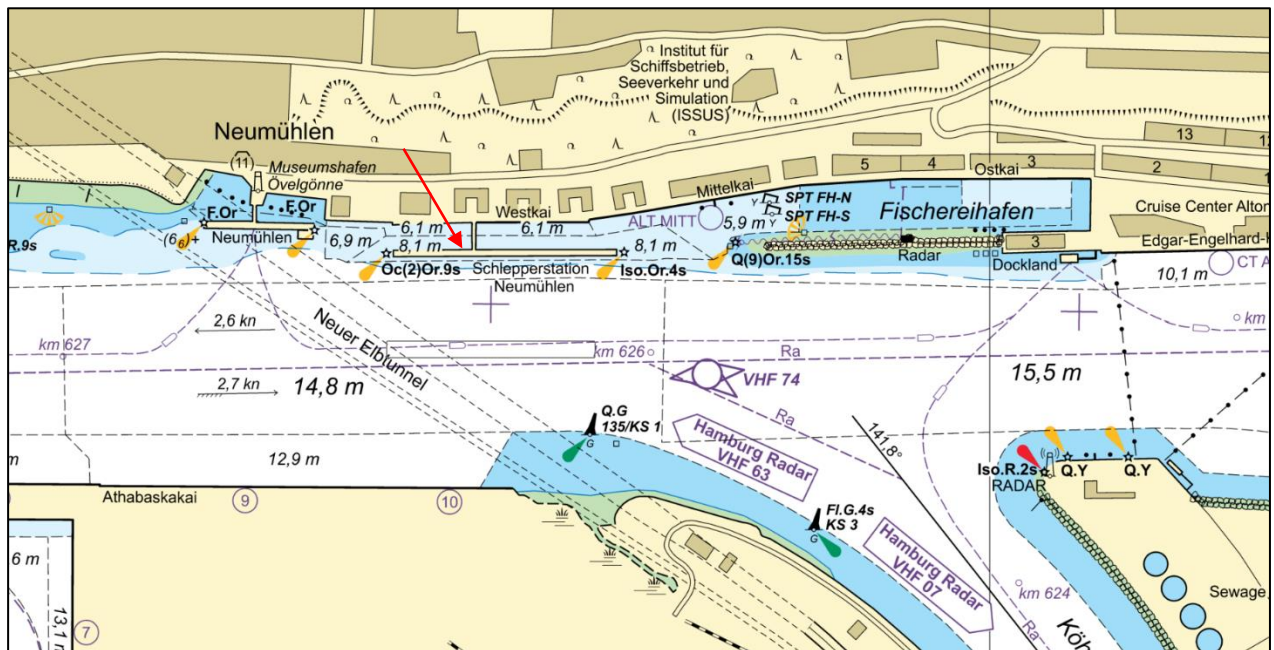 Institut für
Schiffsbetrieb,
Seeverkehr und
Simulation
(ISSUS)
Neumühlen
11
Museumshafen
Övelgönne
F.Or
F.Or
(6₆)+
Neumühlen
R.9s
6,9 m
6,1 m
8,1 m
Westkai
6,1 m
8,1 m
Oc(2)Or.9s
Schlepperstation
Neumühlen
Iso.Or.4s
Mittelkai
ALT.MITT
5,9 m
SPT FH-N
SPT FH-S
Q(9)Or.15s
Fischereihafen
Radar
5
4
3
Ostkai
13
12
2
1
3
Dockland
Cruise Center Alton
Edgar-Engelhard-K
10,1 m
CT A
2,6 kn
km 627
2,7 kn
14,8 m
Neuer Elbtunnel
km 626
Ra
VHF 74
Ra
15,5 m
km
Q.G
135/KS 1
G
Hamburg Radar
VHF 63
141,8°
Iso.R.2s
RADAR
Q.Y
Q.Y
m
12,9 m
Athabaskakai
9
10
Fl.G.4s
KS 3
G
Hamburg Radar
VHF 07
km 624
Ra
Köh
Sewage
6 m
13,1 m
7